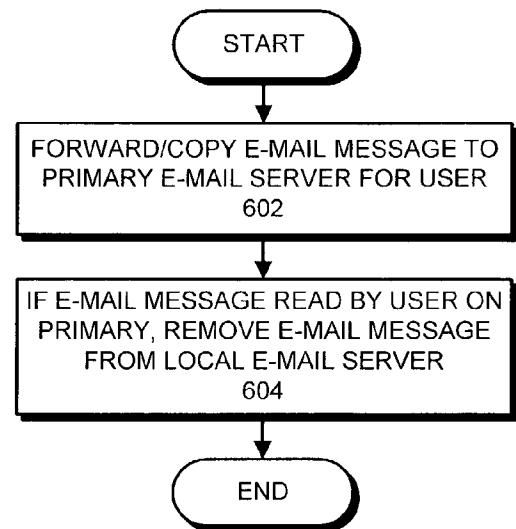 START
FORWARD/COPY E-MAIL MESSAGE TO
PRIMARY E-MAIL SERVER FOR USER
602
IF E-MAIL MESSAGE READ BY USER ON
PRIMARY, REMOVE E-MAIL MESSAGE
FROM LOCAL E-MAIL SERVER
604
END